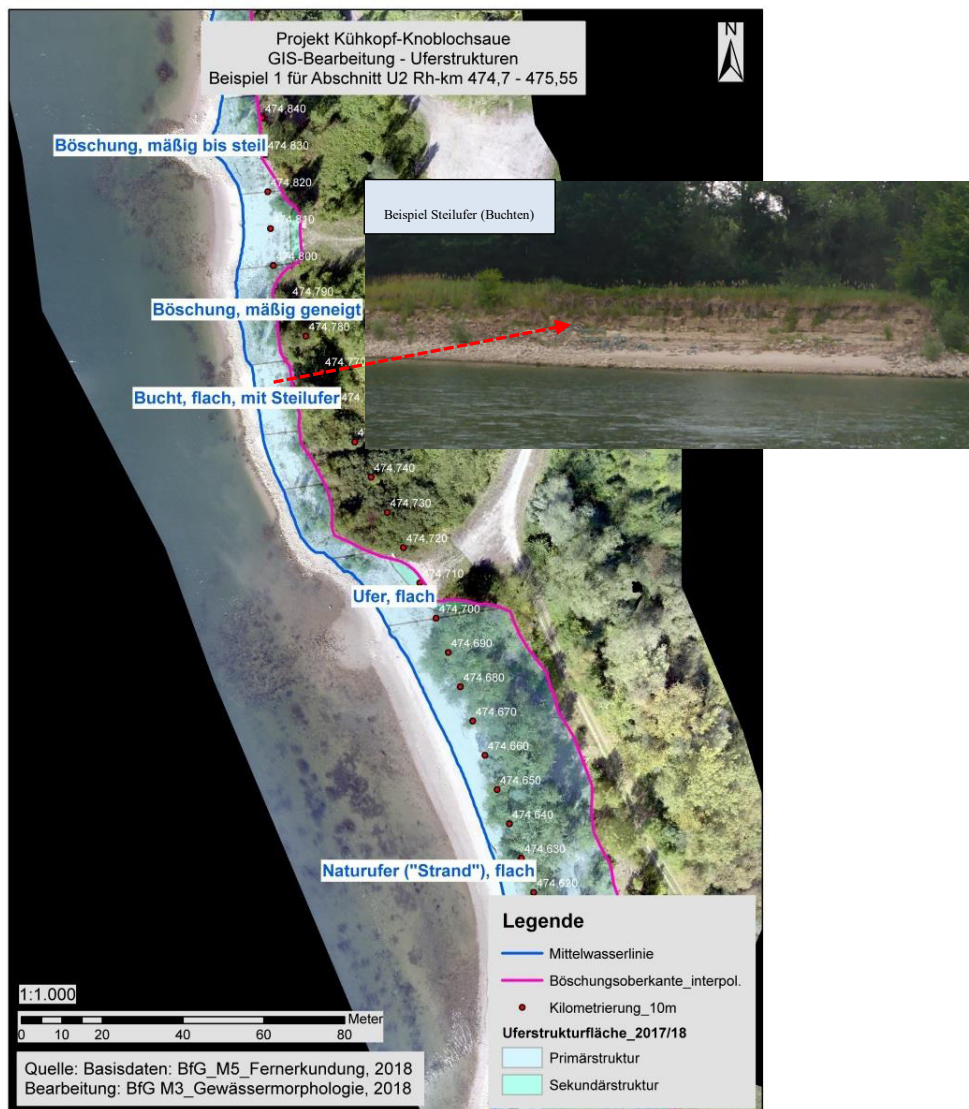 Projekt Kühkopf-Knoblochsaue
GIS-Bearbeitung - Uferstrukturen
Beispiel 1 für Abschnitt U2 Rh-km 474,7 - 475,55
N
474,840
Böschung, mäßig bis steil
474,830
474,820
474,810
474,800
Beispiel Steilufer (Buchten)
474,790
Böschung, mäßig geneigt
474,780
474,770
Bucht, flach, mit Steilufer
474,740
474,730
474,720
474,710
Ufer, flach
474,700
474,690
474,680
474,670
474,660
474,650
474,640
474,630
Naturufer ("Strand"), flach
474,620
Legende
Mittelwasserlinie
Böschungsoberkante_interpol.
Kilometrierung_10m
Uferstrukturfläche_2017/18
Primärstruktur
Sekundärstruktur
1:1.000
Meter
0 10 20 40 60 80
Quelle: Basisdaten: BfG_M5_Fernerkundung, 2018
Bearbeitung: BfG M3_Gewässermorphologie, 2018